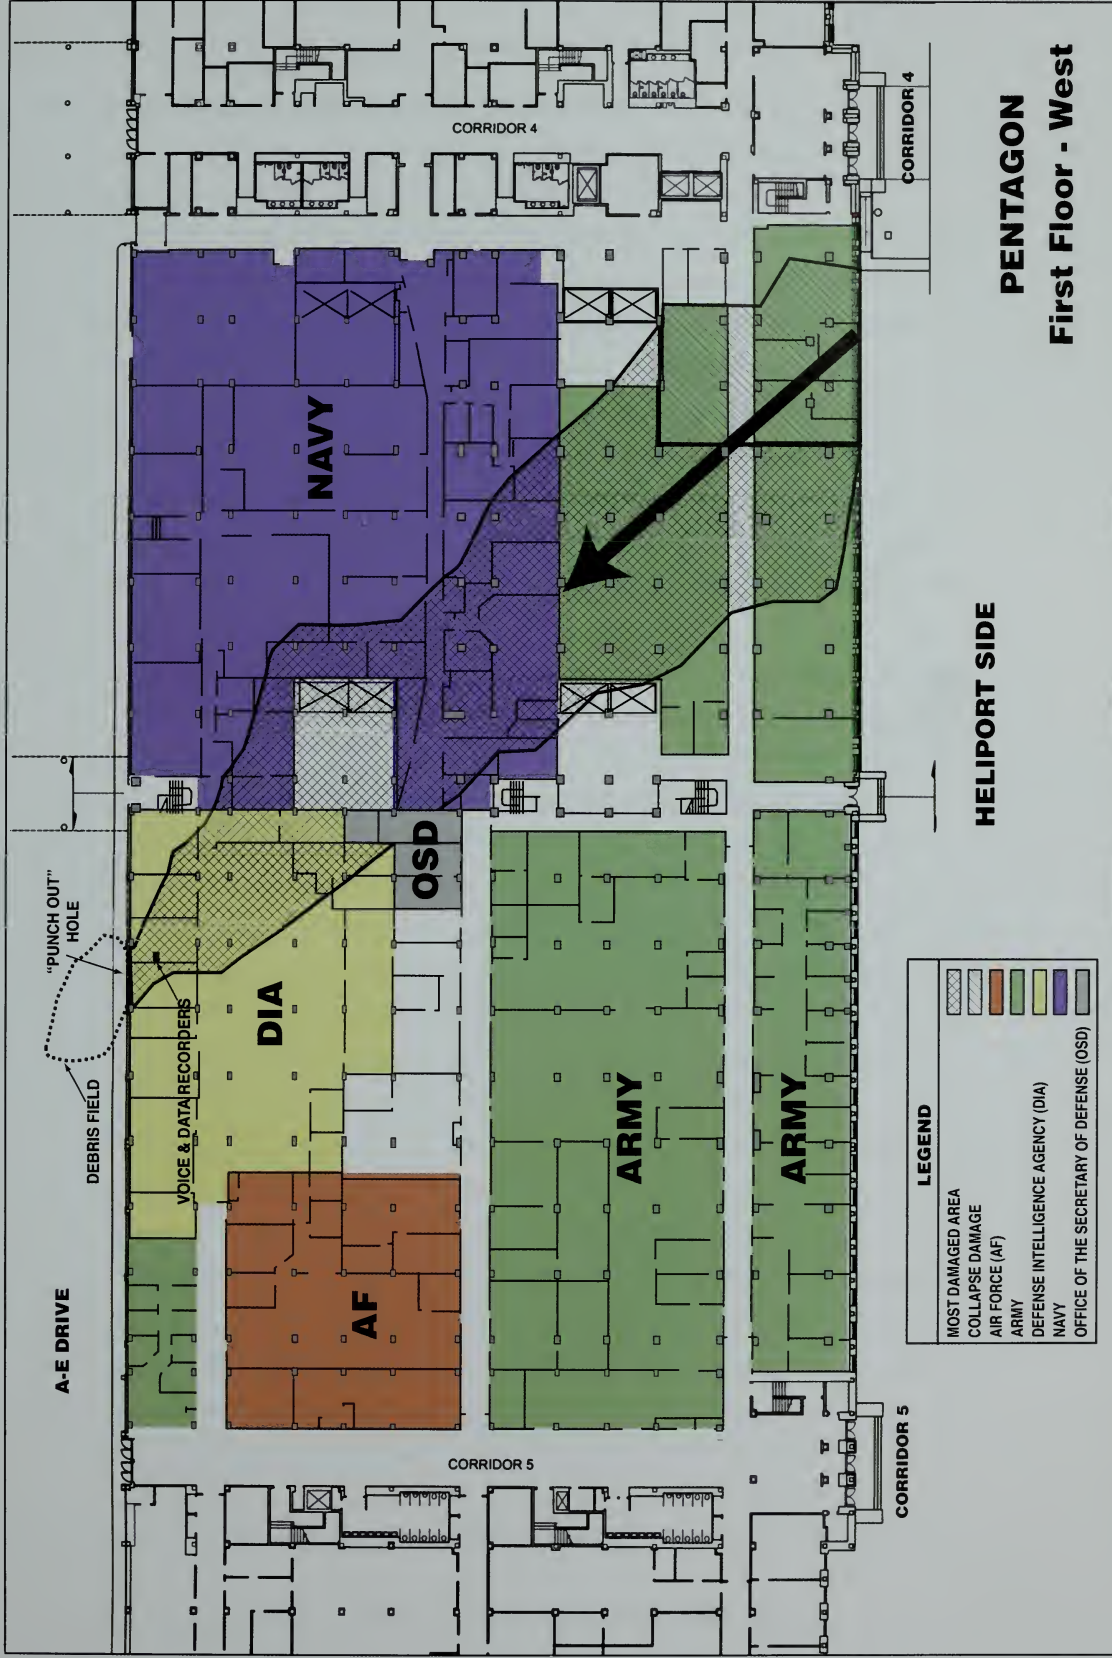 CORRIDOR 4
CORRIDOR 4
PENTAGON
First Floor - West
NAVY
HELIPORT SIDE
"PUNCH OUT"
HOLE
OSD
DIA
VOICE & DATA RECORDERS
DEBRIS FIELD
ARMY
ARMY
A-E DRIVE
AF
CORRIDOR 5
CORRIDOR 5
LEGEND
MOST DAMAGED AREA
COLLAPSE DAMAGE
AIR FORCE (AF)
ARMY
DEFENSE INTELLIGENCE AGENCY (DIA)
NAVY
OFFICE OF THE SECRETARY OF DEFENSE (OSD)